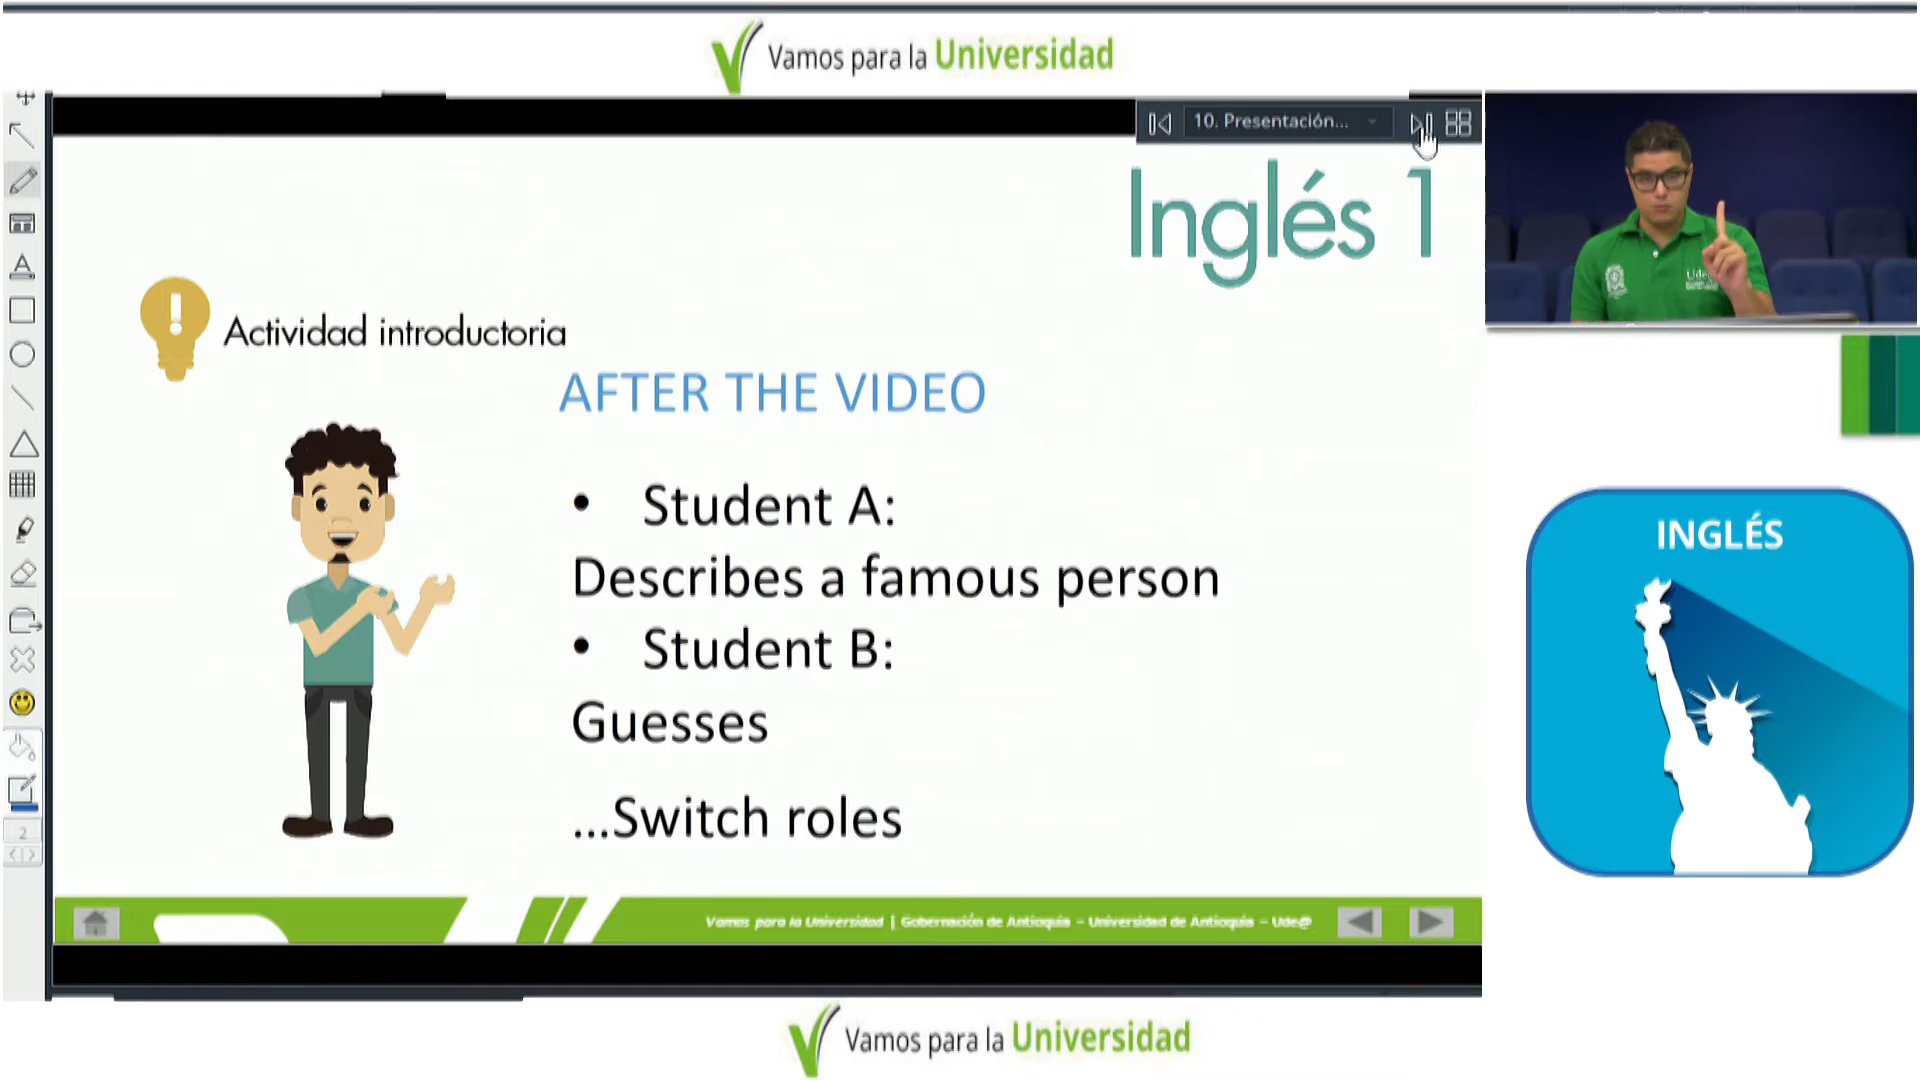 Vamos para la Universidad
10. Presentación...
Inglés 1
Actividad introductoria
AFTER THE VIDEO
• Student A:
Describes a famous person
• Student B:
Guesses
...Switch roles
INGLÉS
2
Vamos para la Universidad | Gobernación de Antioquia – Universidad de Antioquia – Ude@
Vamos para la Universidad